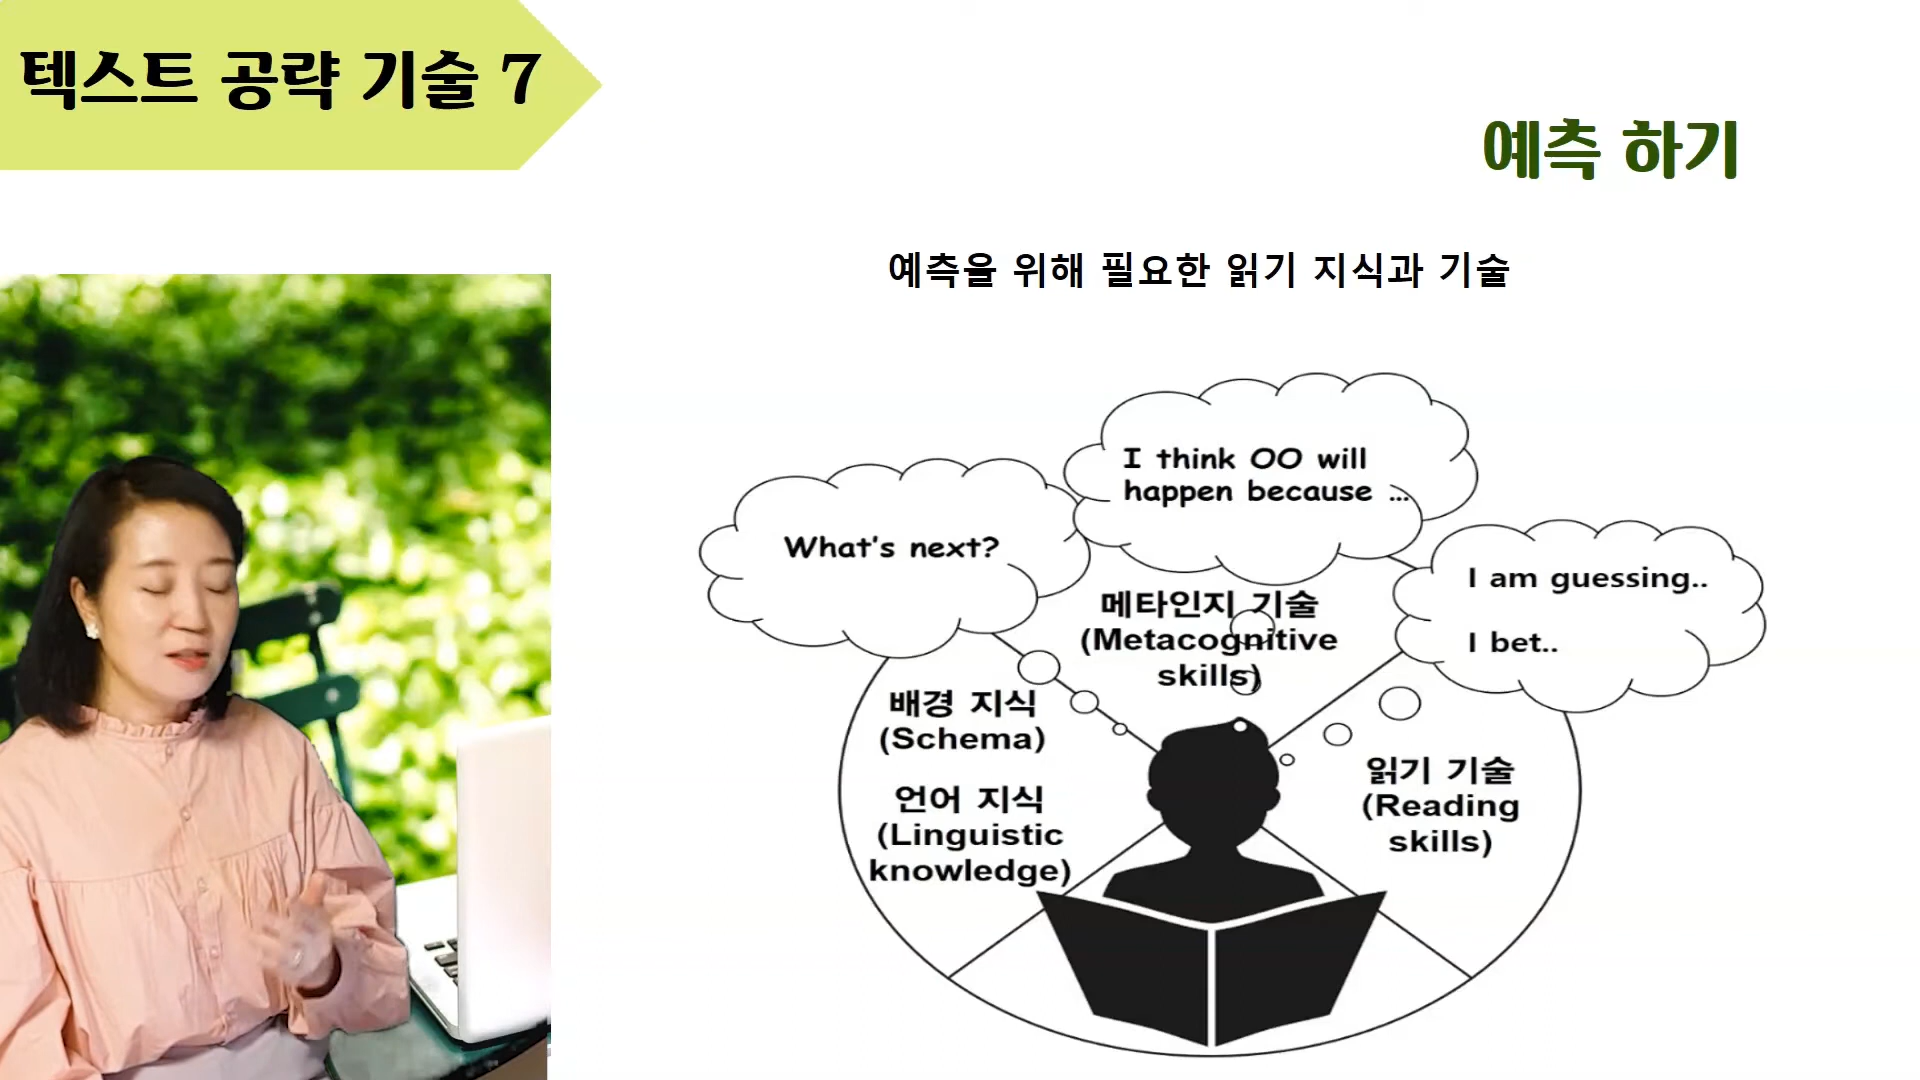 텍스트 공략 기술 7
예측 하기
예측을 위해 필요한 읽기 지식과 기술
I think OO will
happen because ...
What's next?
I am guessing..
I bet..
메타인지 기술
(Metacognitive
skills)
배경 지식
(Schema)
언어 지식
(Linguistic
knowledge)
읽기 기술
(Reading
skills)